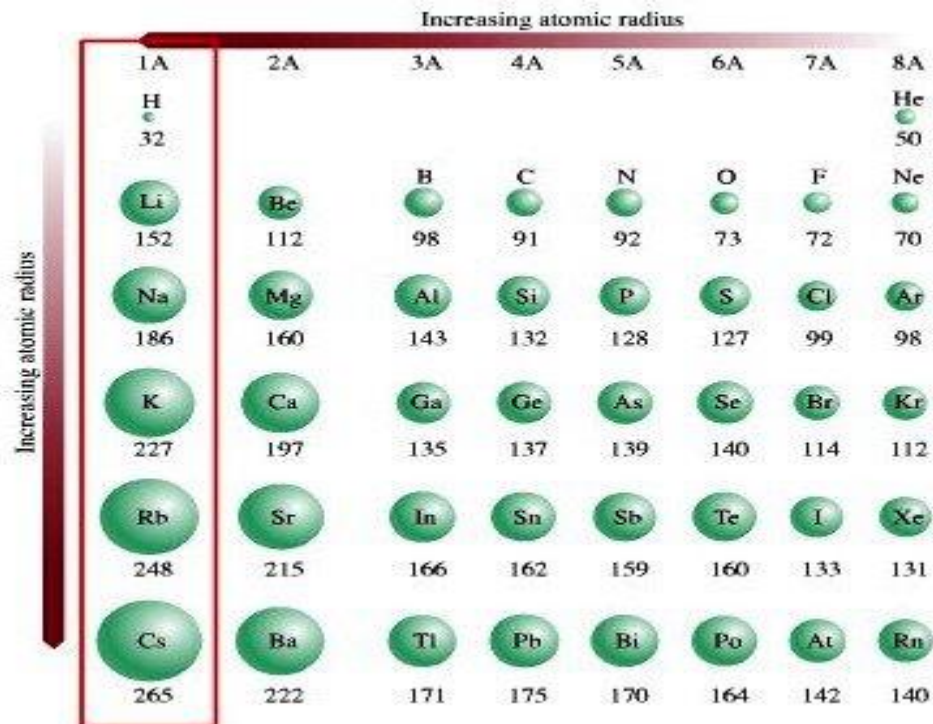 Increasing atomic radius
1A 2A 3A 4A 5A 6A 7A 8A
H He
32 50
B C N O F Ne
Li Be
152 112 98 91 92 73 72 70
Na Mg Al Si P S Cl Ar
186 160 143 132 128 127 99 98
Increasing atomic radius
K Ca Ga Ge As Se Br Kr
227 197 135 137 139 140 114 112
Rb Sr In Sn Sb Te I Xe
248 215 166 162 159 160 133 131
Cs Ba Tl Pb Bi Po At Rn
265 222 171 175 170 164 142 140